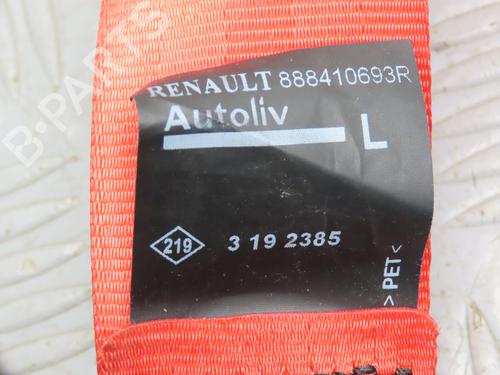 RENAULT 888410693R
Autoliv
L
219 3 19 2385
>PET<
B-PARTS